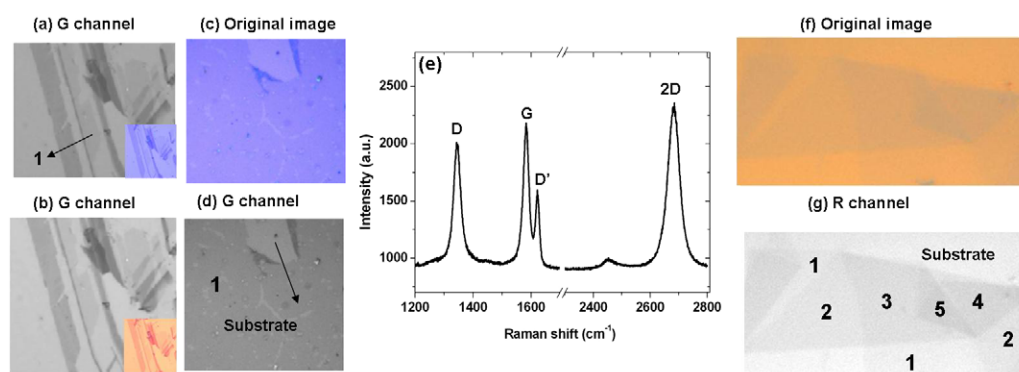 (a) G channel
1
(b) G channel
(c) Original image
(d) G channel
1
Substrate
(e)
D
G
D’
2D
2500
2000
1500
1000
Intensity (a.u.)
1200 1400 1600 2400 2600 2800
Raman shift (cm⁻¹)
(f) Original image
(g) R channel
Substrate
1
2
3
5
4
2
1